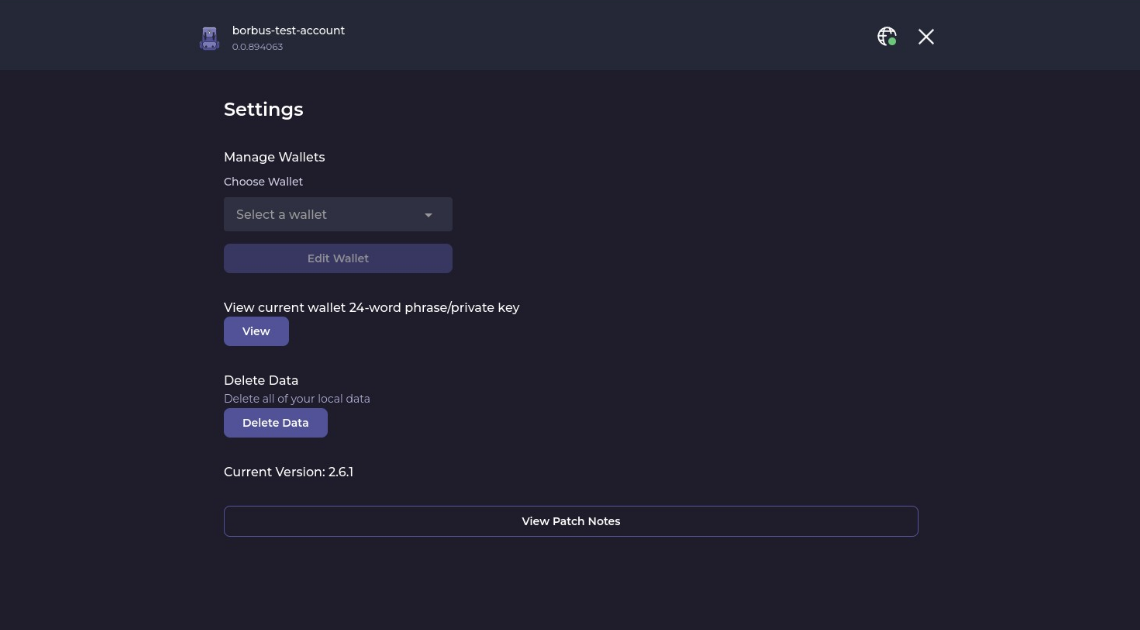 borbus-test-account
0.0.894063
Settings
Manage Wallets
Choose Wallet
Select a wallet
Edit Wallet
View current wallet 24-word phrase/private key
View
Delete Data
Delete all of your local data
Delete Data
Current Version: 2.6.1
View Patch Notes